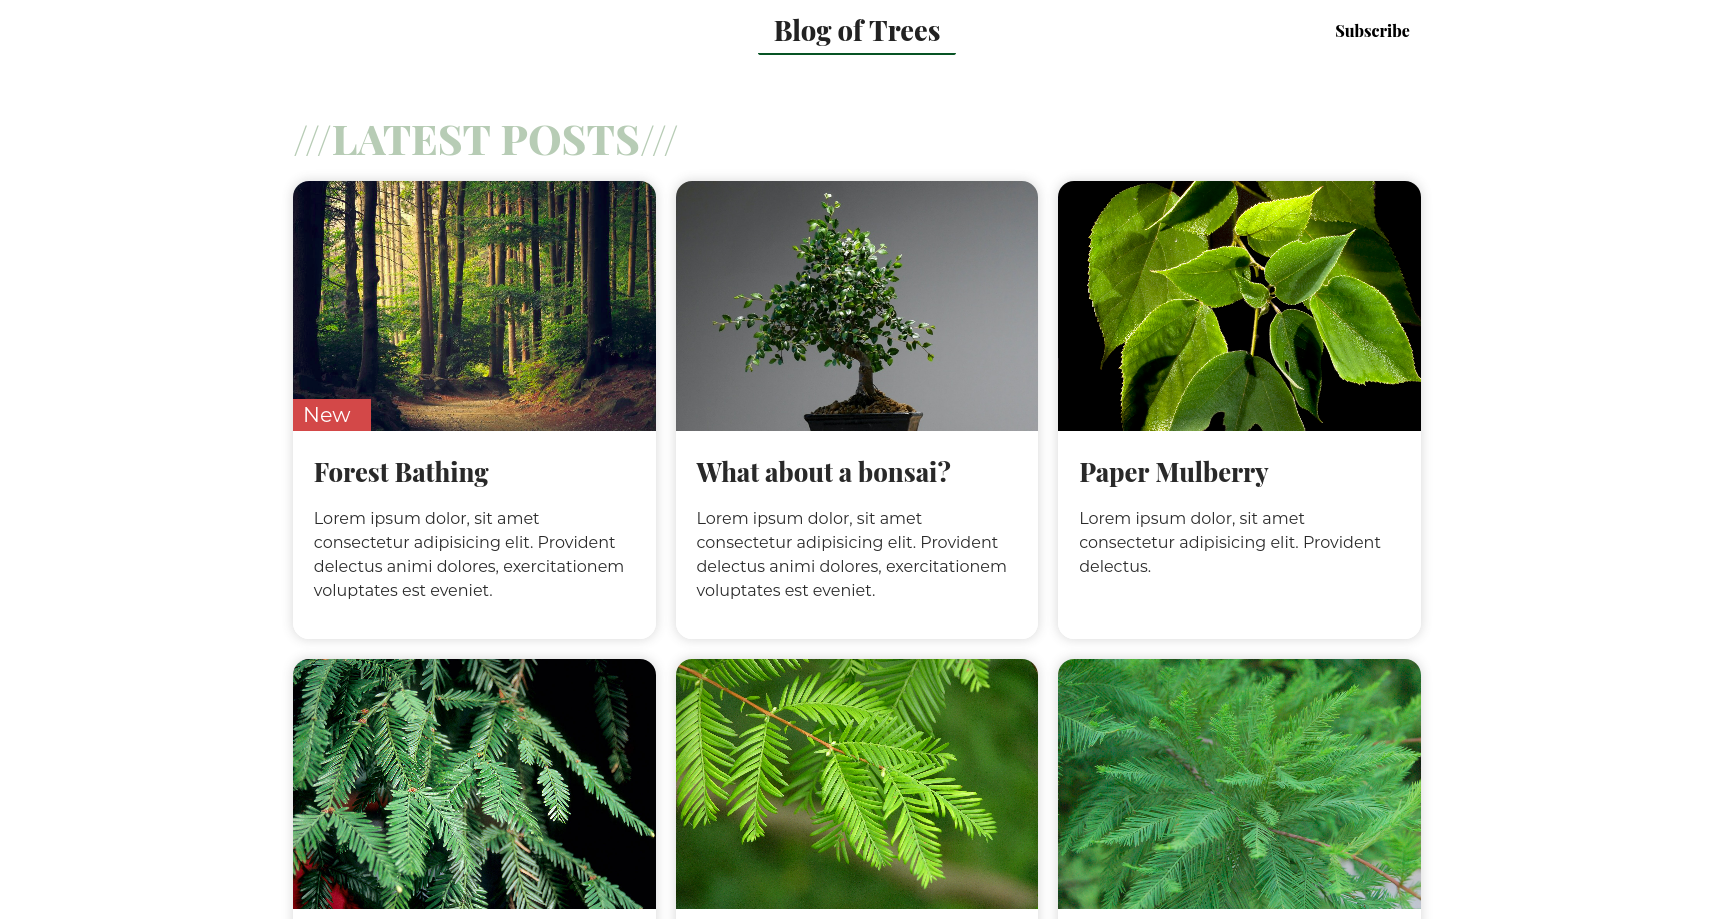 Blog of Trees
Subscribe
///LATEST POSTS///
New
Forest Bathing
Lorem ipsum dolor, sit amet
consectetur adipisicing elit. Provident
delectus animi dolores, exercitationem
voluptates est eveniet.
What about a bonsai?
Lorem ipsum dolor, sit amet
consectetur adipisicing elit. Provident
delectus animi dolores, exercitationem
voluptates est eveniet.
Paper Mulberry
Lorem ipsum dolor, sit amet
consectetur adipisicing elit. Provident
delectus.